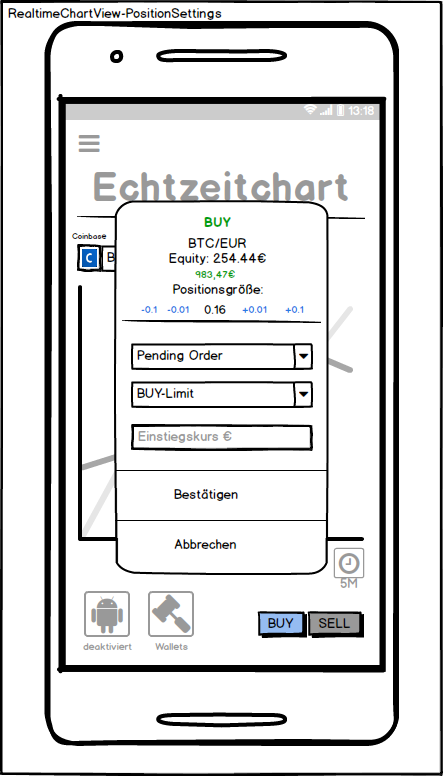 RealtimeChartView-PositionSettings
13:18
Echtzeitchart
Coinbase
C B
BUY
BTC/EUR
Equity: 254.44€
983,47€
Positionsgröße:
-0.1 -0.01 0.16 +0.01 +0.1
Pending Order
BUY-Limit
Einstiegskurs €
Bestätigen
Abbrechen
5M
BUY SELL
deaktiviert Wallets